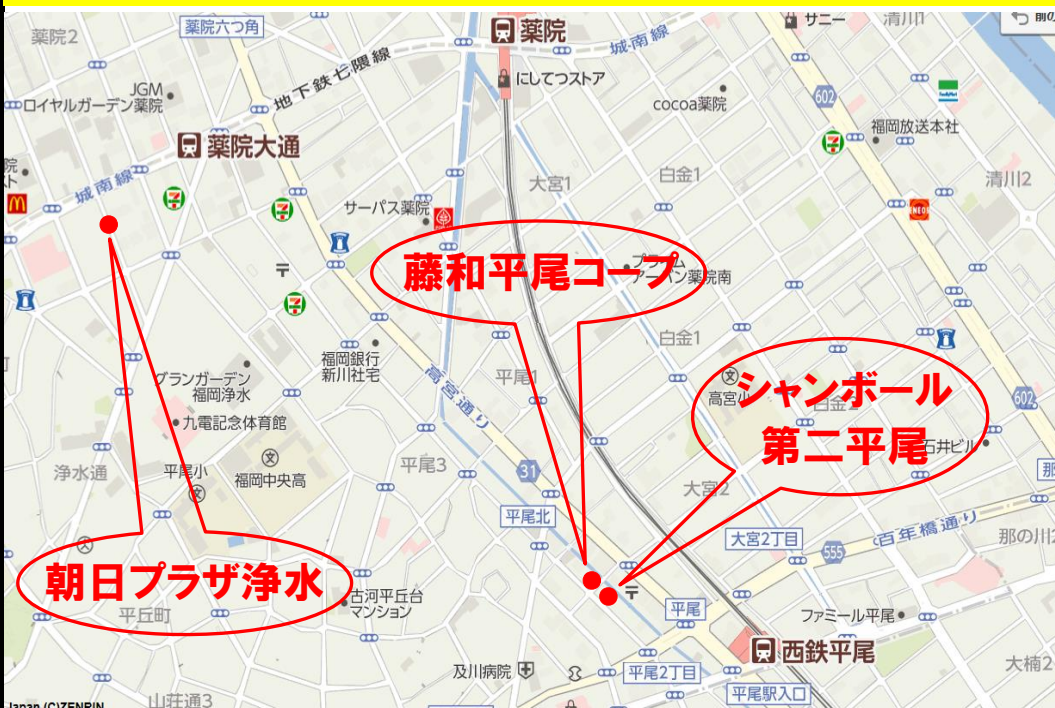 薬院2
薬院六つ角
薬院
サニー
清川1
城南線
JGM
ロイヤルガーデン薬院
地下鉄七隈線
にしてつストア
cocoa薬院
602
福岡放送本社
薬院大通
城南線
大宮1
白金1
清川2
ENEOS
サーパス薬院
藤和平尾コープ
プライム
アーバン薬院南
福岡銀行
新川社宅
平尾1
白金1
高宮通り
グランガーデン
福岡浄水
九電記念体育館
高宮小
シャンボール
第二平尾
白金2
602
石井ビル
浄水通
平尾小
福岡中央高
平尾3
31
大宮2
平尾北
大宮2丁目
555
百年橋通り
那の川2
朝日プラザ浄水
平丘町
古河平丘台
マンション
平尾
ファミール平尾
西鉄平尾
及川病院
平尾2丁目
大楠2
平尾駅入口
山荘通3
Japan (C)ZENRIN